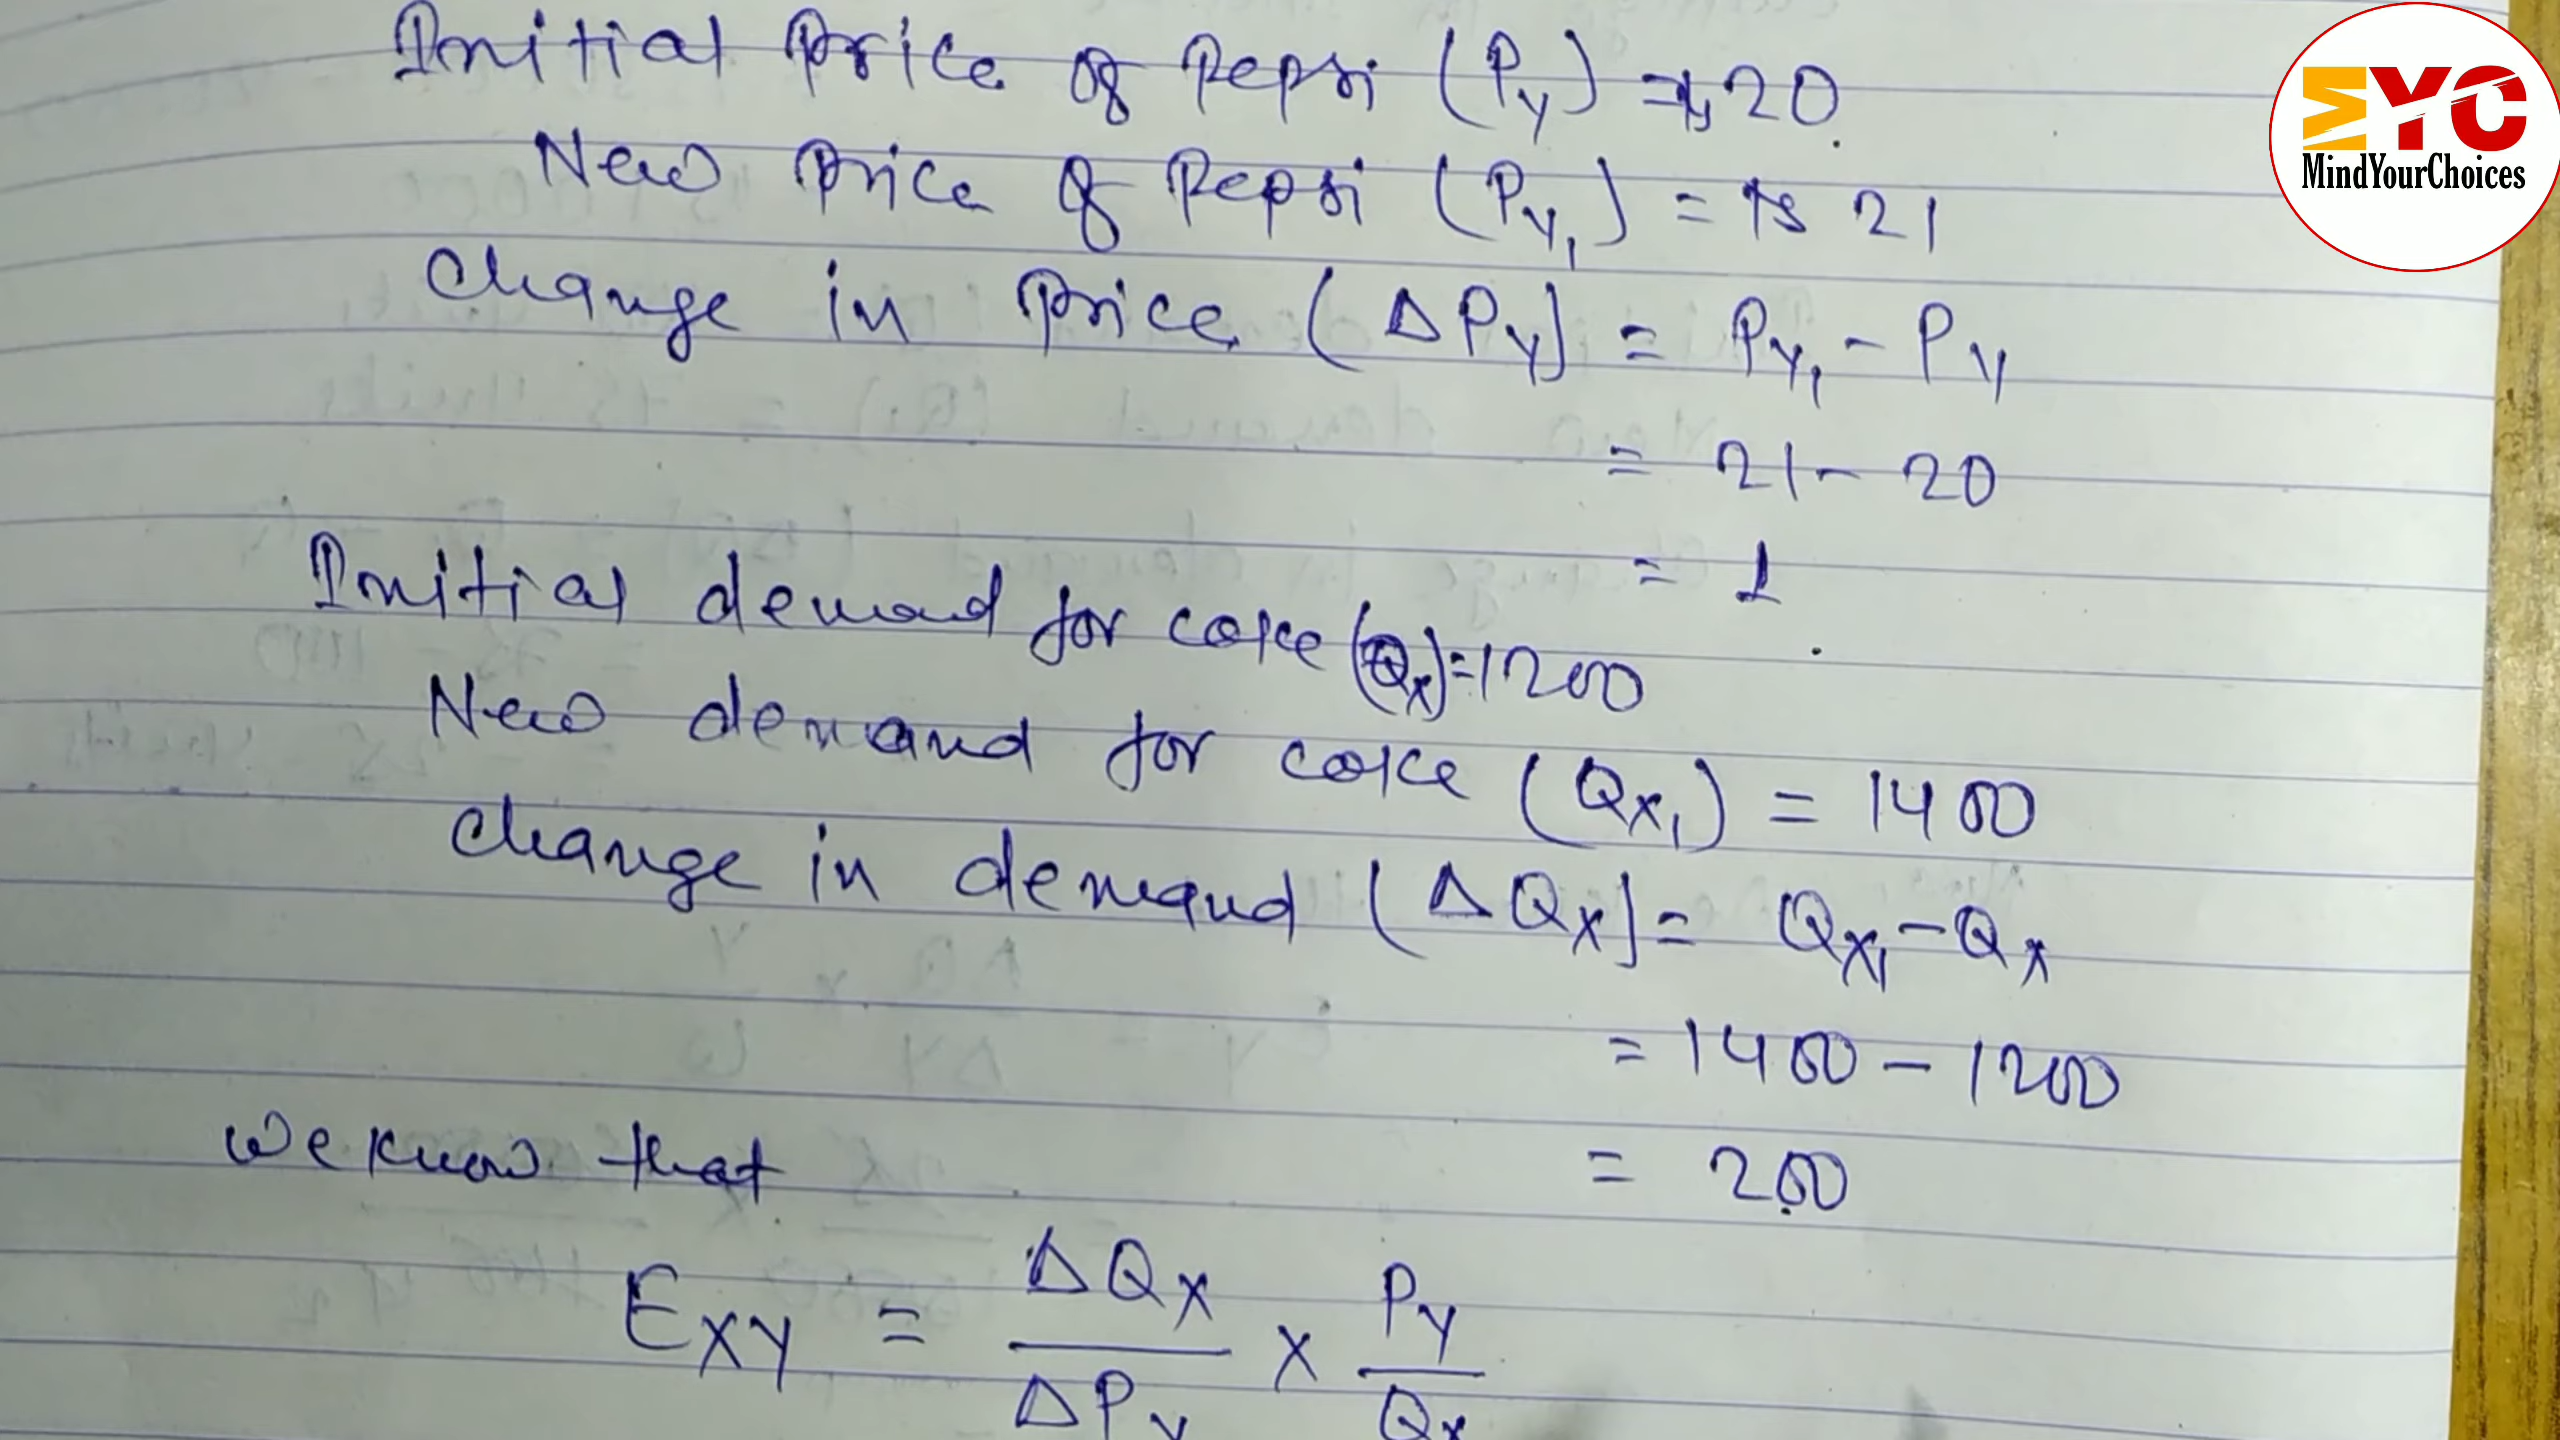 Initial Price of Pepsi (Py) = Rs 20
New Price of Pepsi (Py₁) = Rs 21
Change in Price (ΔPy) = Py₁ - Py
= 21 - 20
= 1
Initial demand for coke (Qx) = 1200
New demand for coke (Qx₁) = 1400
Change in demand (ΔQx) = Qx₁ - Qx
= 1400 - 1200
= 200
We know that
Exy = ΔQx / ΔPy × Py / Qx
MYC
MindYourChoices